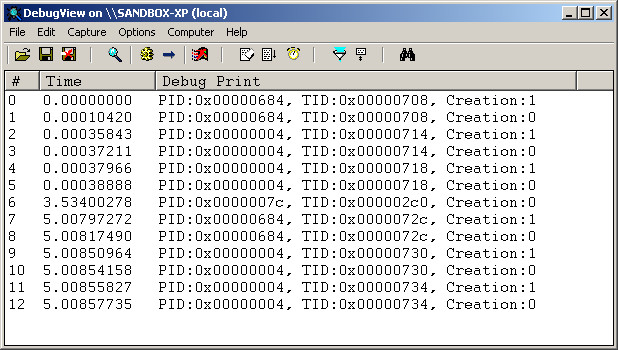 DebugView on \\SANDBOX-XP (local)
File Edit Capture Options Computer Help
# Time Debug Print
0 0.00000000 PID:0x00000684, TID:0x00000708, Creation:1
1 0.00010420 PID:0x00000684, TID:0x00000708, Creation:0
2 0.00035843 PID:0x00000004, TID:0x00000714, Creation:1
3 0.00037211 PID:0x00000004, TID:0x00000714, Creation:0
4 0.00037966 PID:0x00000004, TID:0x00000718, Creation:1
5 0.00038888 PID:0x00000004, TID:0x00000718, Creation:0
6 3.53400278 PID:0x0000007c, TID:0x000002c0, Creation:0
7 5.00797272 PID:0x00000684, TID:0x0000072c, Creation:1
8 5.00817490 PID:0x00000684, TID:0x0000072c, Creation:0
9 5.00850964 PID:0x00000004, TID:0x00000730, Creation:1
10 5.00854158 PID:0x00000004, TID:0x00000730, Creation:0
11 5.00855827 PID:0x00000004, TID:0x00000734, Creation:1
12 5.00857735 PID:0x00000004, TID:0x00000734, Creation:0